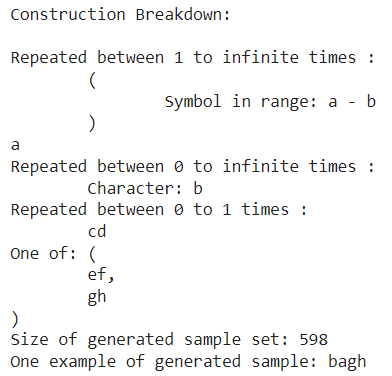 Construction Breakdown:

Repeated between 1 to infinite times :
        (
                Symbol in range: a - b
        )
a
Repeated between 0 to infinite times :
        Character: b
Repeated between 0 to 1 times :
        cd
One of: (
        ef,
        gh
)
Size of generated sample set: 598
One example of generated sample: bagh